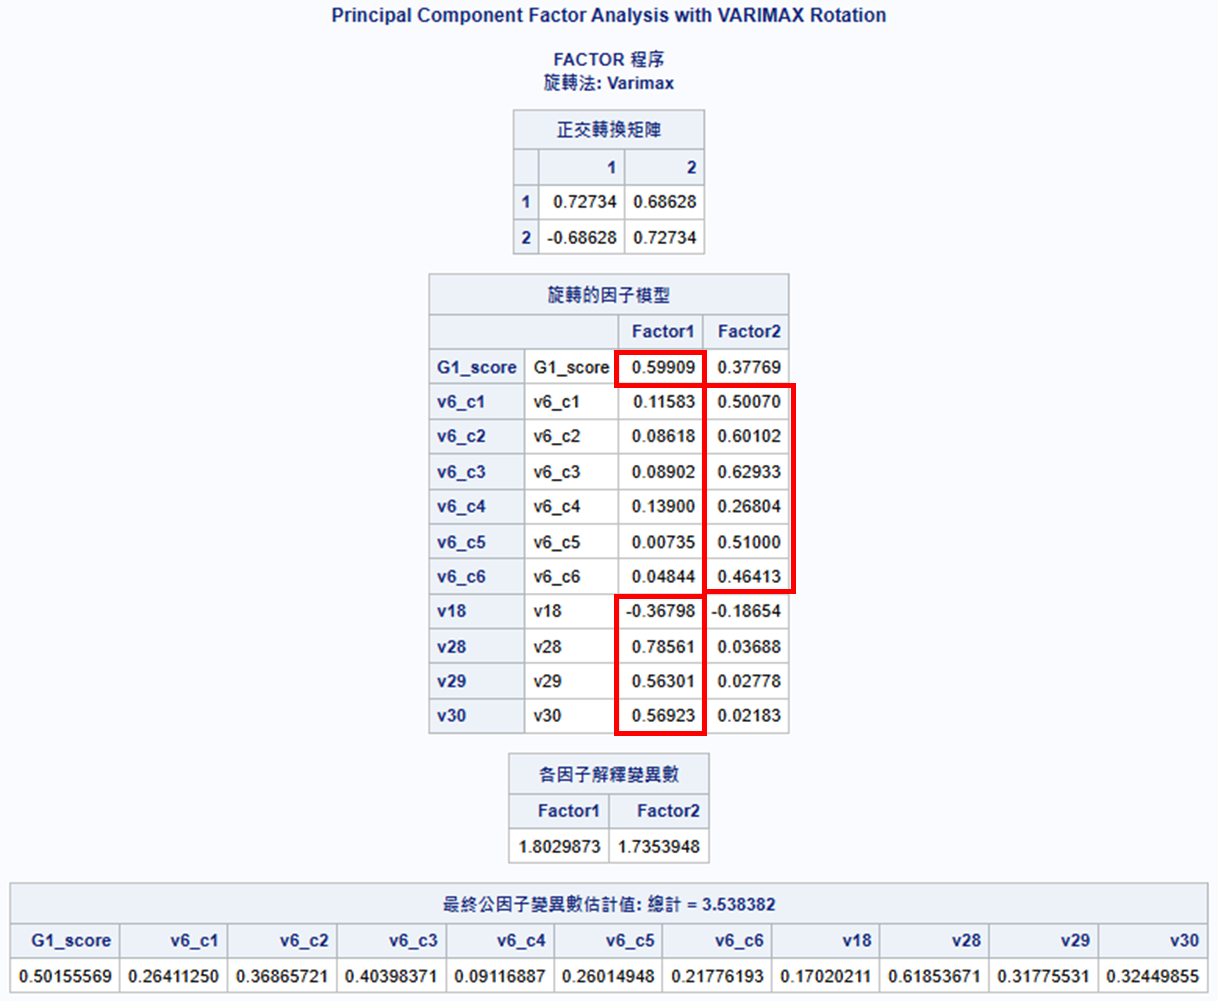 Principal Component Factor Analysis with VARIMAX Rotation
FACTOR 程序
旋轉法: Varimax
正交轉換矩陣
1 2
1 0.72734 0.68628
2 -0.68628 0.72734
旋轉的因子模型
Factor1 Factor2
G1_score G1_score 0.59909 0.37769
v6_c1 v6_c1 0.11583 0.50070
v6_c2 v6_c2 0.08618 0.60102
v6_c3 v6_c3 0.08902 0.62933
v6_c4 v6_c4 0.13900 0.26804
v6_c5 v6_c5 0.00735 0.51000
v6_c6 v6_c6 0.04844 0.46413
v18 v18 -0.36798 -0.18654
v28 v28 0.78561 0.03688
v29 v29 0.56301 0.02778
v30 v30 0.56923 0.02183
各因子解釋變異數
Factor1 Factor2
1.8029873 1.7353948
最終公因子變異數估計值: 總計 = 3.538382
G1_score v6_c1 v6_c2 v6_c3 v6_c4 v6_c5 v6_c6 v18 v28 v29 v30
0.50155569 0.26411250 0.36865721 0.40398371 0.09116887 0.26014948 0.21776193 0.17020211 0.61853671 0.31775531 0.32449855